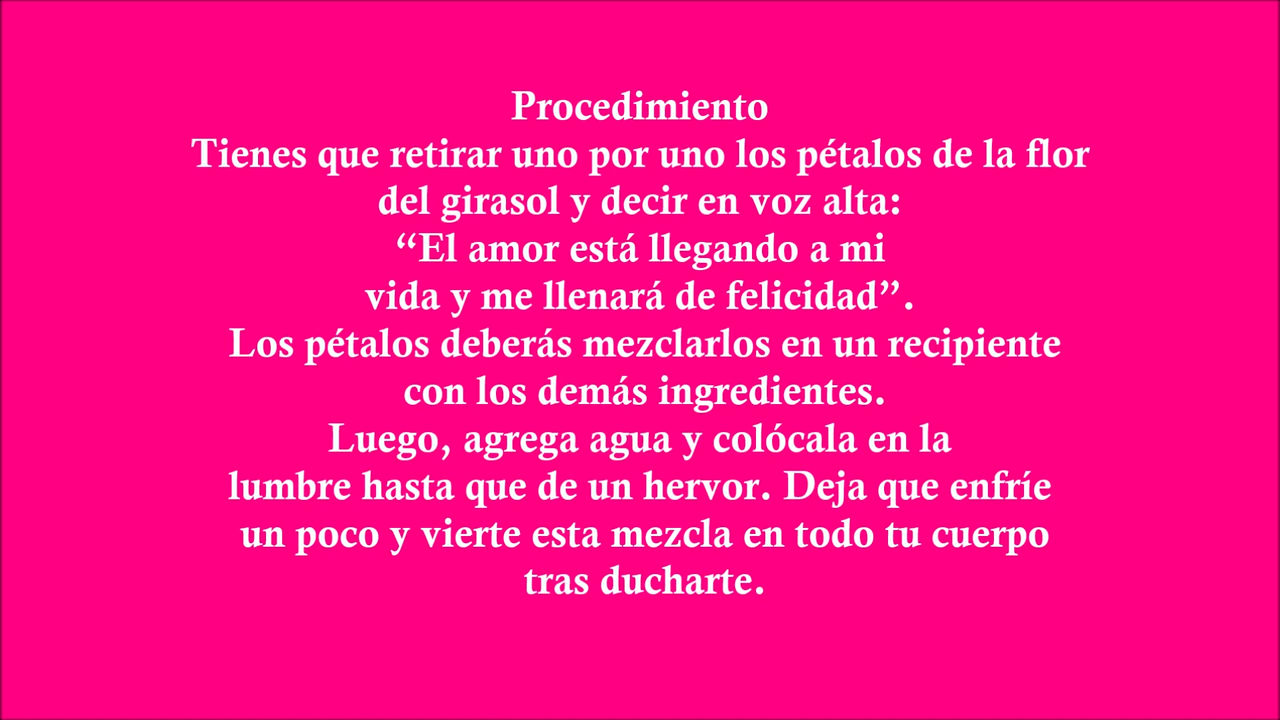 Procedimiento
Tienes que retirar uno por uno los pétalos de la flor
del girasol y decir en voz alta:
“El amor está llegando a mi
vida y me llenará de felicidad”.
Los pétalos deberás mezclarlos en un recipiente
con los demás ingredientes.
Luego, agrega agua y colócala en la
lumbre hasta que de un hervor. Deja que enfríe
un poco y vierte esta mezcla en todo tu cuerpo
tras ducharte.